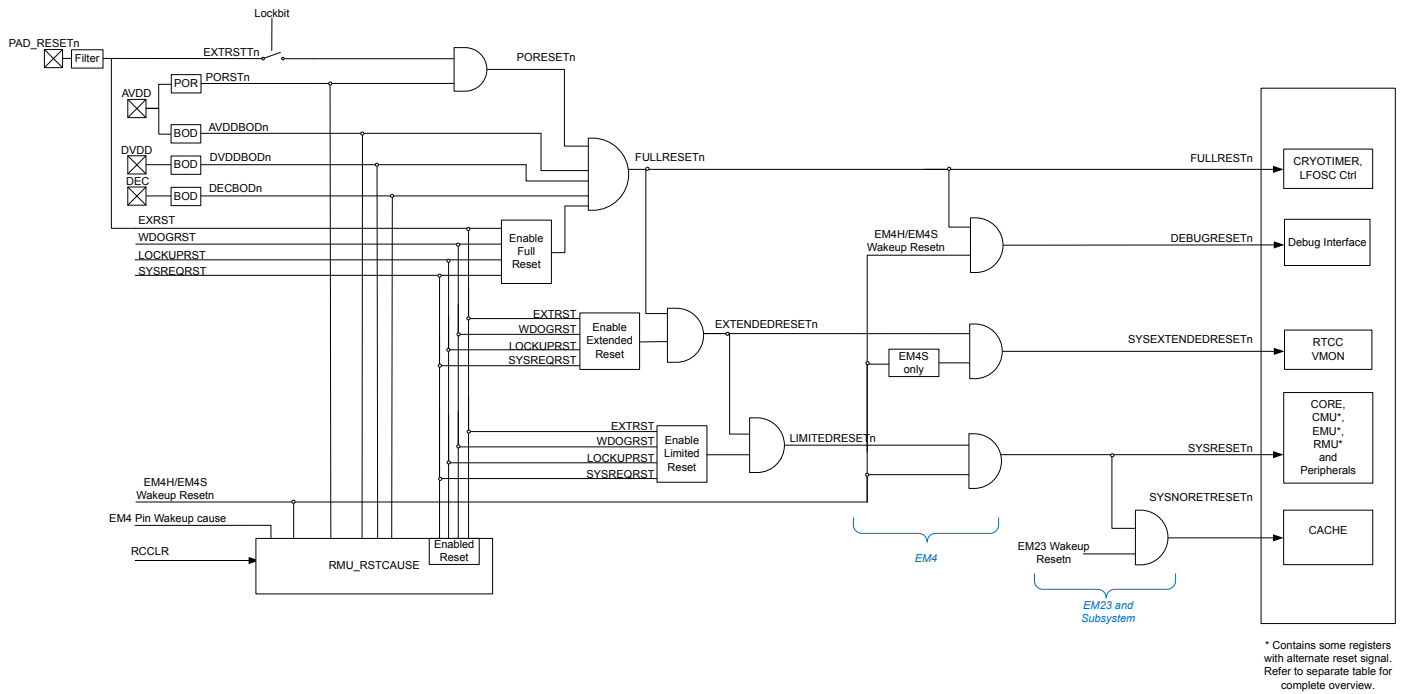 Lockbit
PAD_RESETn
Filter
EXTRSTTn
PORESETn
POR
PORSTn
AVDD
BOD
AVDDBODn
DVDD
BOD
DVDDBODn
DEC
BOD
DECBODn
FULLRESETn
FULLRESTn
CRYOTIMER,
LFOSC Ctrl
EXRST
WDOGRST
LOCKUPRST
SYSREQRST
Enable
Full
Reset
EM4H/EM4S
Wakeup Resetn
DEBUGRESETn
Debug Interface
EXTRST
WDOGRST
LOCKUPRST
SYSREQRST
Enable
Extended
Reset
EXTENDEDRESETn
EM4S
only
SYSEXTENDEDRESETn
RTCC
VMON
EXTRST
WDOGRST
LOCKUPRST
SYSREQRST
Enable
Limited
Reset
LIMITEDRESETn
SYSRESETn
CORE,
CMU*,
EMU*,
RMU*
and
Peripherals
EM4H/EM4S
Wakeup Resetn
SYSNORETRESETn
EM4 Pin Wakeup cause
RCCLR
RMU_RSTCAUSE
Enabled
Reset
EM4
EM23 Wakeup
Resetn
CACHE
EM23 and
Subsystem
* Contains some registers
with alternate reset signal.
Refer to separate table for
complete overview.